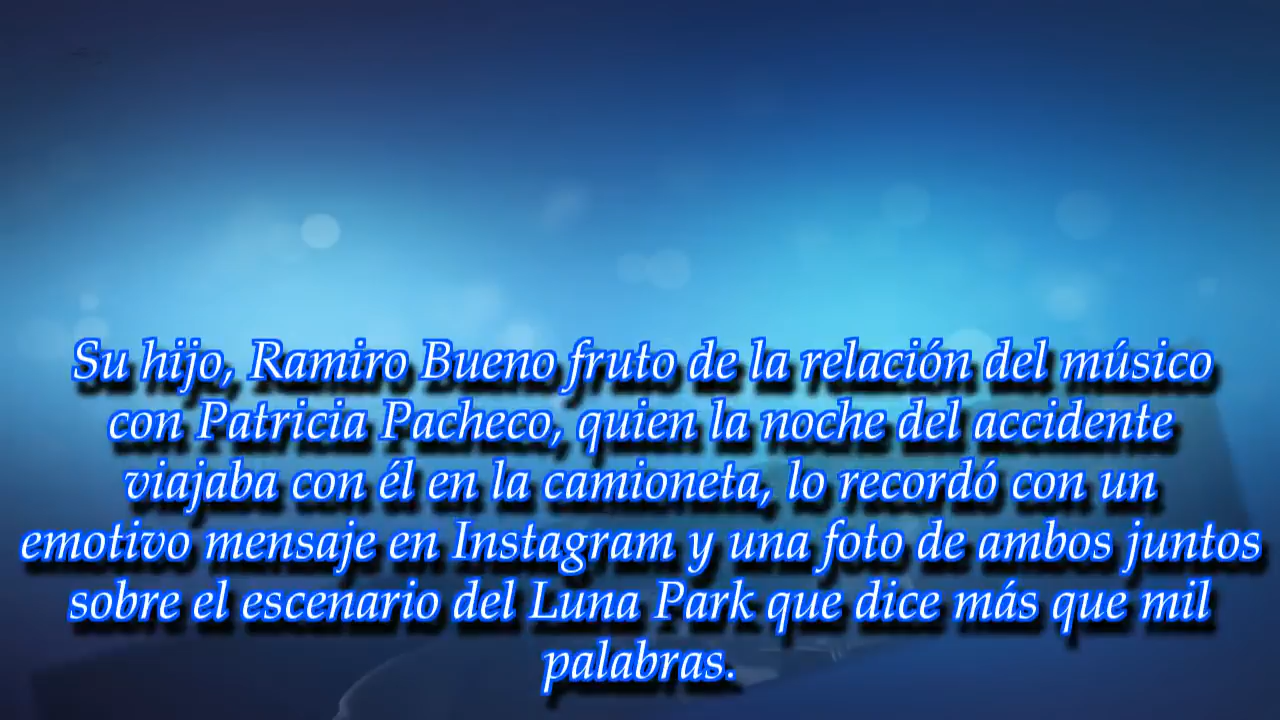 Su hijo, Ramiro Bueno fruto de la relación del músico
con Patricia Pacheco, quien la noche del accidente
viajaba con él en la camioneta, lo recordó con un
emotivo mensaje en Instagram y una foto de ambos juntos
sobre el escenario del Luna Park que dice más que mil
palabras.